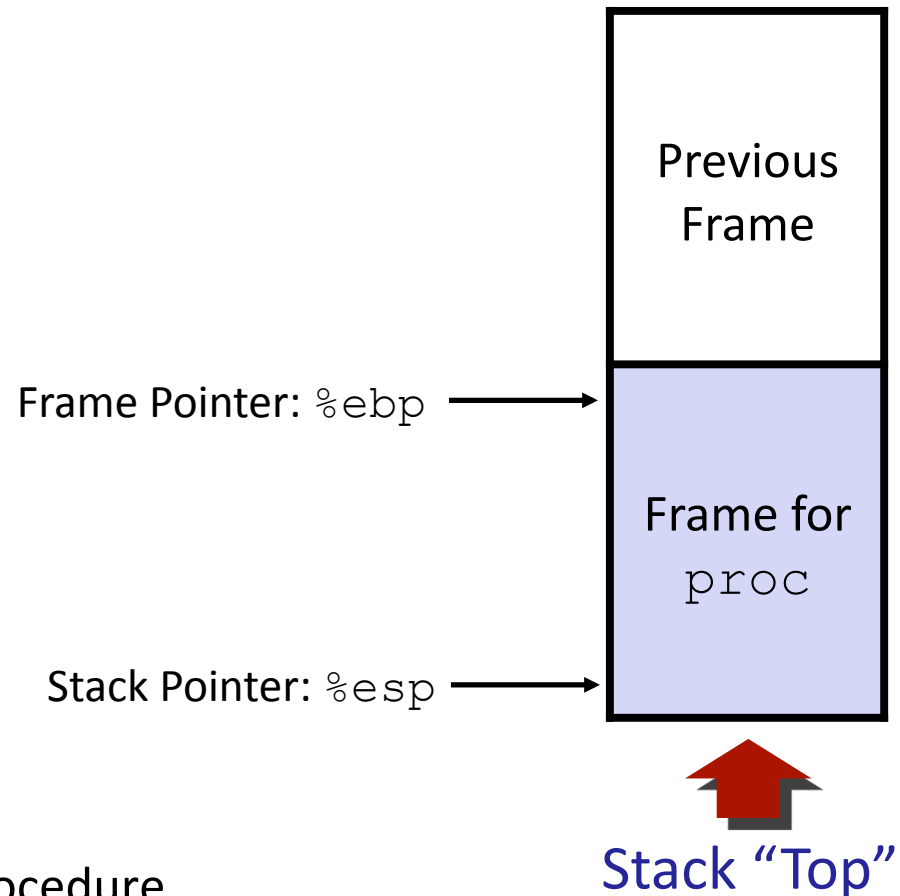 Previous
Frame
Frame Pointer: %ebp
Frame for
proc
Stack Pointer: %esp
Stack “Top”